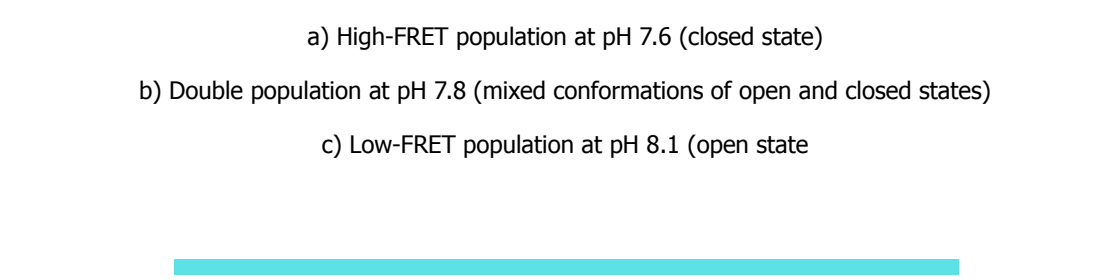 a) High-FRET population at pH 7.6 (closed state)
b) Double population at pH 7.8 (mixed conformations of open and closed states)
c) Low-FRET population at pH 8.1 (open state